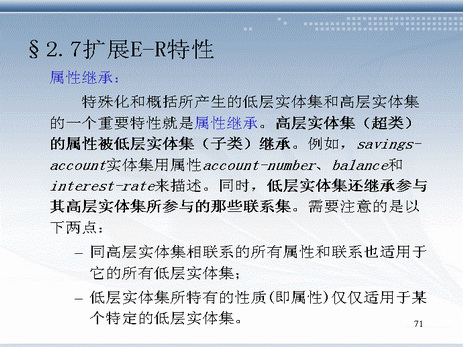 §2.7扩展E-R特性
属性继承：
特殊化和概括所产生的低层实体集和高层实体集
的一个重要特性就是属性继承。高层实体集（超类）
的属性被低层实体集（子类）继承。例如，savings-
account实体集用属性account-number、balance和
interest-rate来描述。同时，低层实体集还继承参与
其高层实体集所参与的那些联系集。需要注意的是以
下两点：
– 同高层实体集相联系的所有属性和联系也适用于
它的所有低层实体集；
– 低层实体集所特有的性质(即属性)仅仅适用于某
个特定的低层实体集。
71